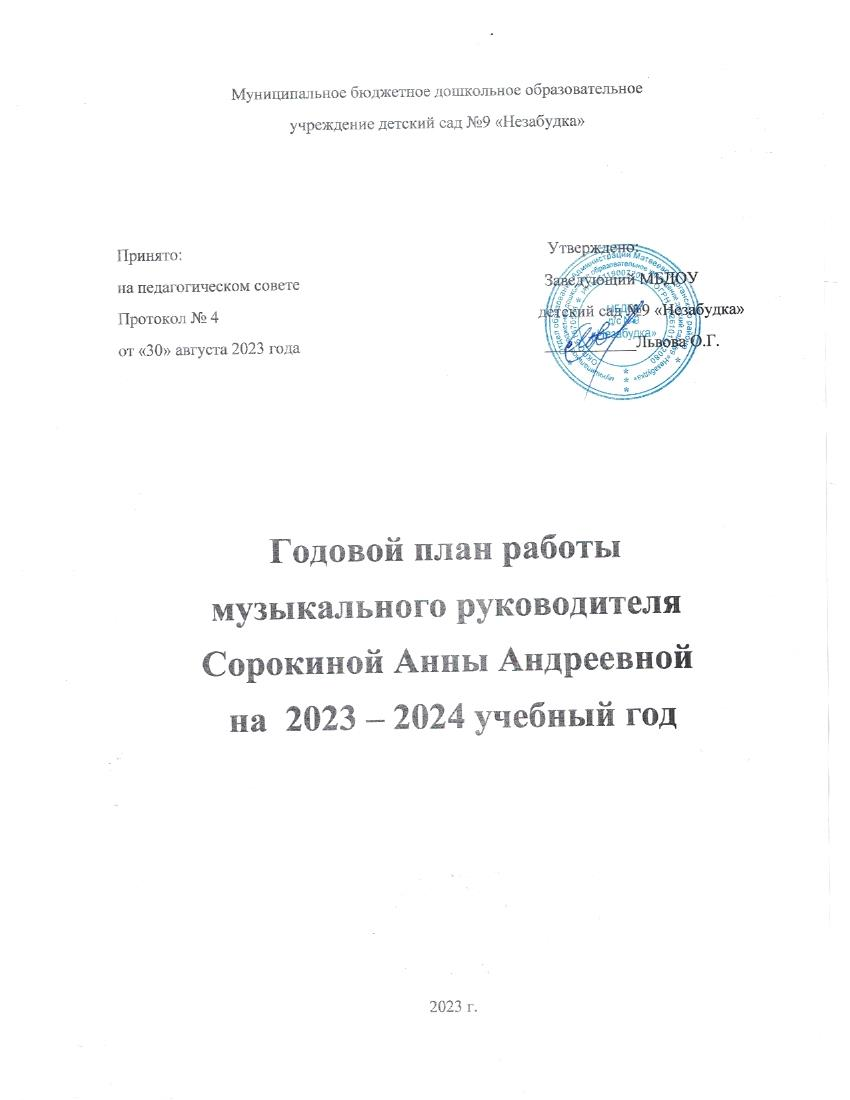 Муниципальное бюджетное дошкольное образовательное
учреждение детский сад №9 «Незабудка»
Принято:
на педагогическом совете
Протокол № 4
от «30» августа 2023 года
Утверждено:
Заведующий МБДОУ
детский сад №9 «Незабудка»
___________Львова О.Г.
Годовой план работы
музыкального руководителя
Сорокиной Анны Андреевной
на 2023 – 2024 учебный год
2023 г.